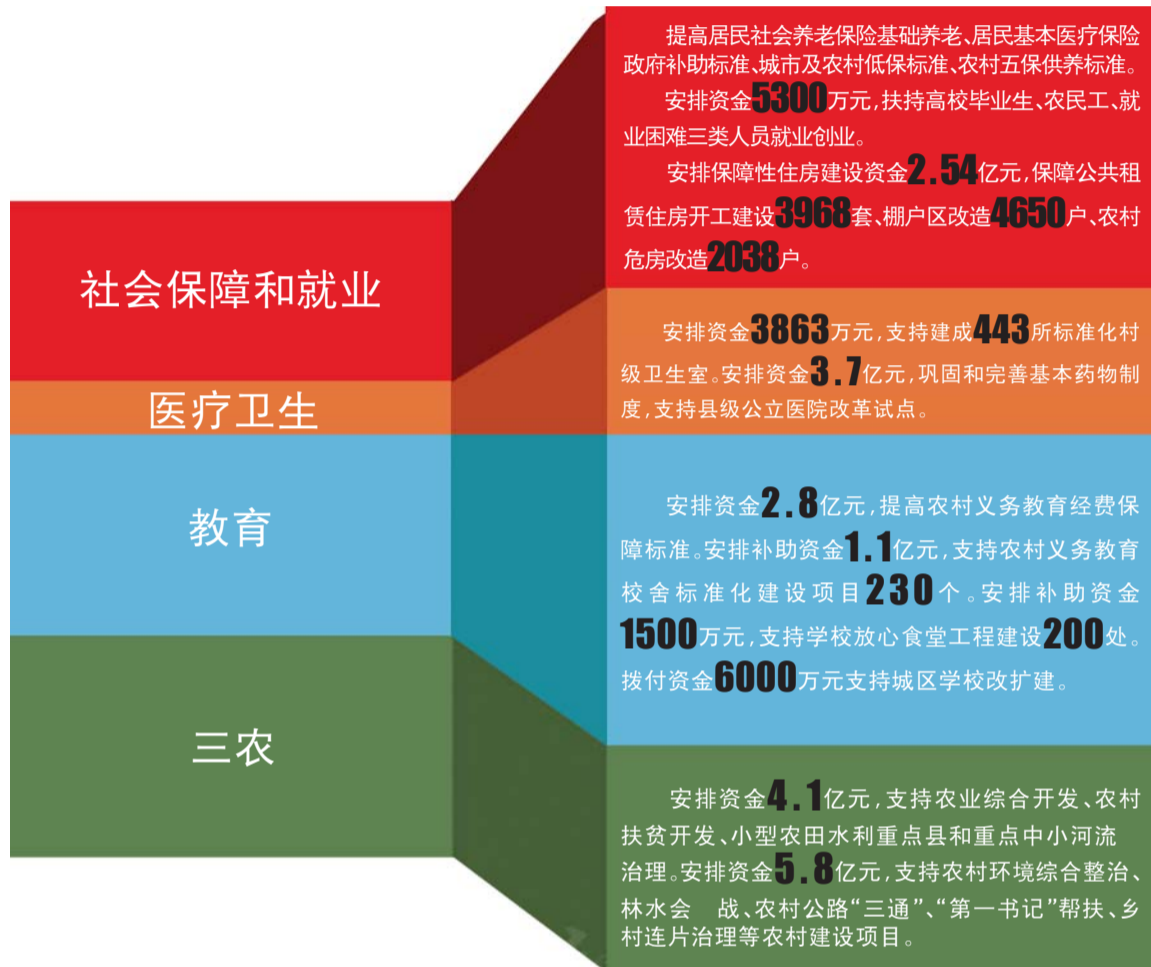 提高居民社会养老保险基础养老、居民基本医疗保险
政府补助标准、城市及农村低保标准、农村五保供养标准。
安排资金5300万元,扶持高校毕业生、农民工、就
业困难三类人员就业创业。
安排保障性住房建设资金2.54亿元,保障公共租
赁住房开工建设3968套、棚户区改造4650户、农村
危房改造2038户。
社会保障和就业
安排资金3863万元,支持建成443所标准化村
级卫生室。安排资金3.7亿元,巩固和完善基本药物制
度,支持县级公立医院改革试点。
医疗卫生
安排资金2.8亿元,提高农村义务教育经费保
障标准。安排补助资金1.1亿元,支持农村义务教育
校舍标准化建设项目230个。安排补助资金
1500万元,支持学校放心食堂工程建设200处。
拨付资金6000万元支持城区学校改扩建。
教育
三农
安排资金4.1亿元,支持农业综合开发、农村
扶贫开发、小型农田水利重点县和重点中小河流
治理。安排资金5.8亿元,支持农村环境综合整治、
林水会 战、农村公路“三通”、“第一书记”帮扶、乡
村连片治理等农村建设项目。